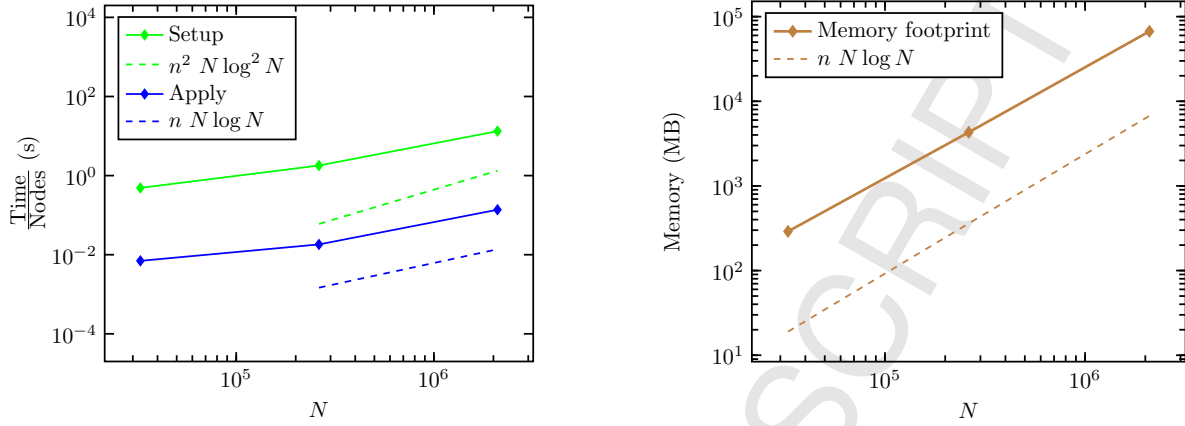 10^4
10^2
10^0
10^{-2}
10^{-4}
Time
Nodes
(s)
Setup
n^2 N log^2 N
Apply
n N log N
10^5
10^6
N
10^5
10^4
10^3
10^2
10^1
Memory (MB)
Memory footprint
n N log N
10^5
10^6
N
SCRIPT